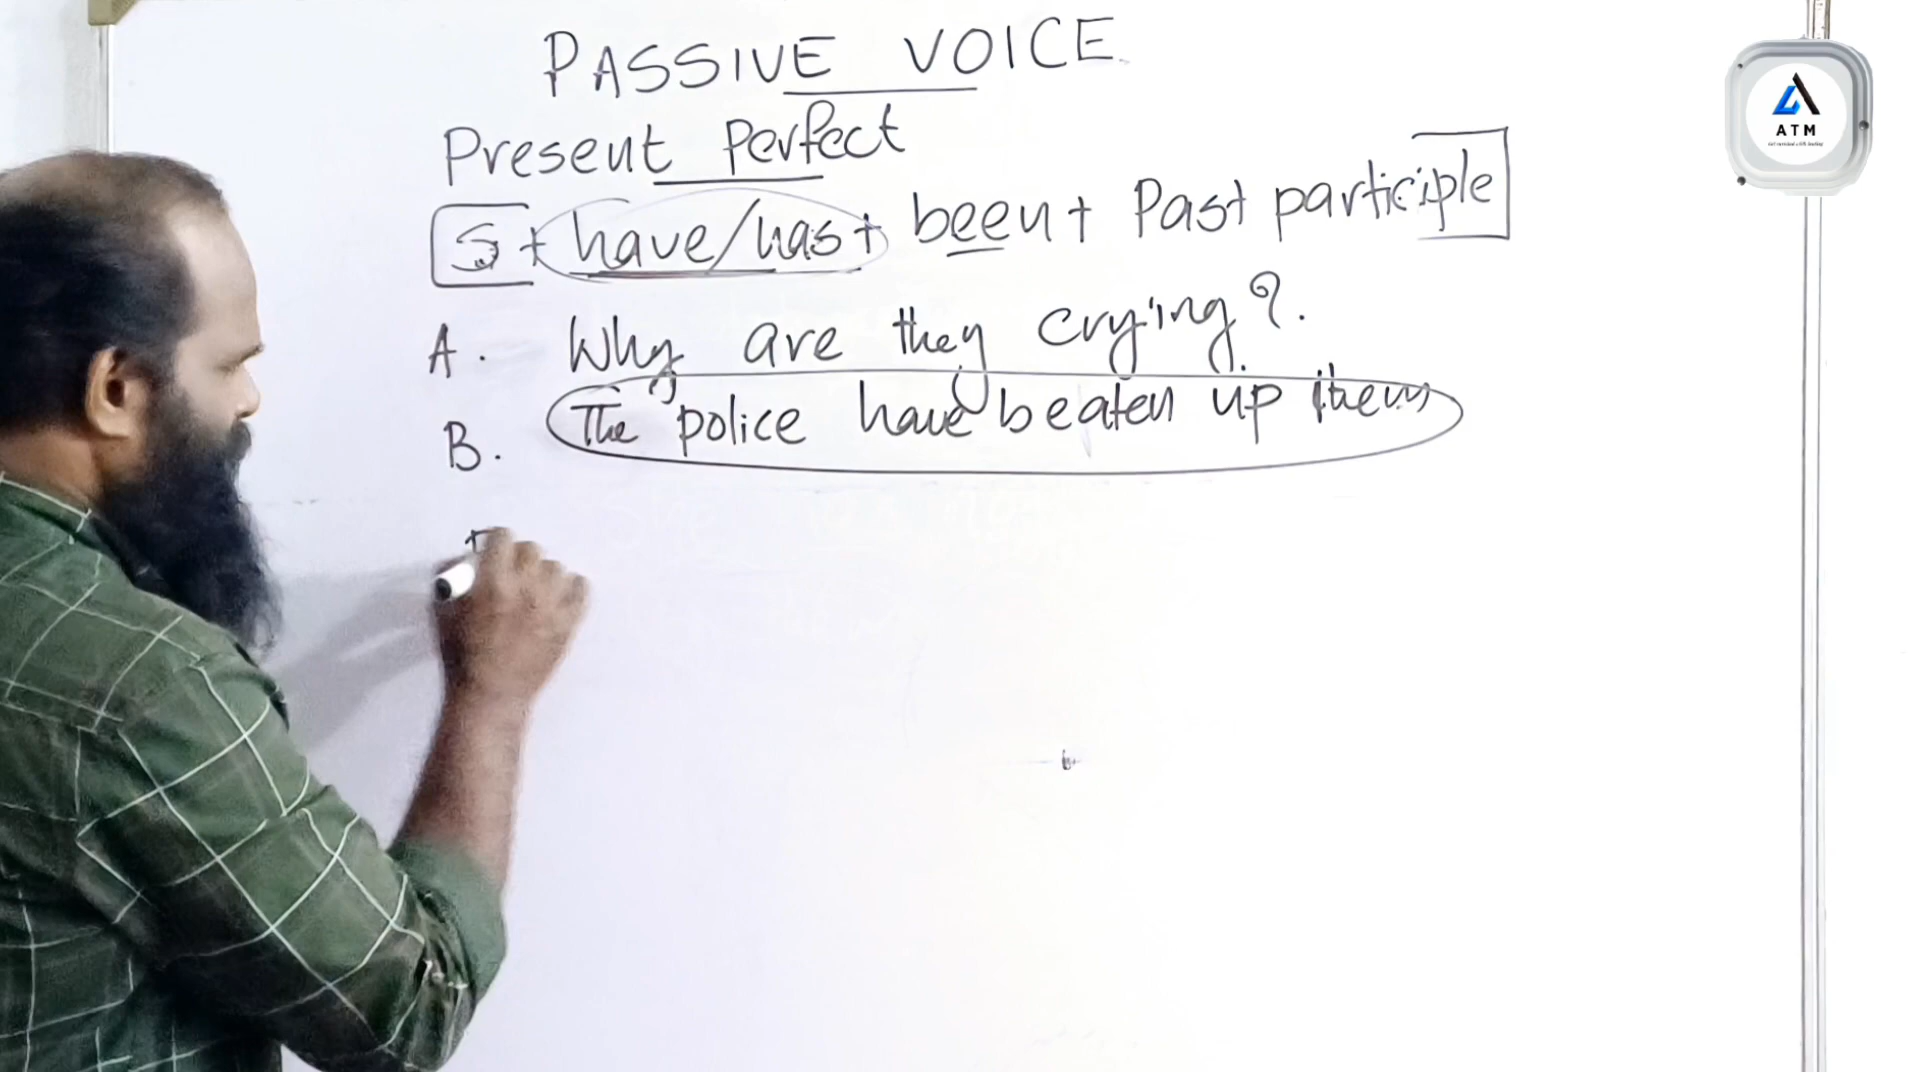 PASSIVE VOICE
Present Perfect
S + have/has + been + Past participle
A. Why are they crying?.
B. The police have beaten up them
ATM